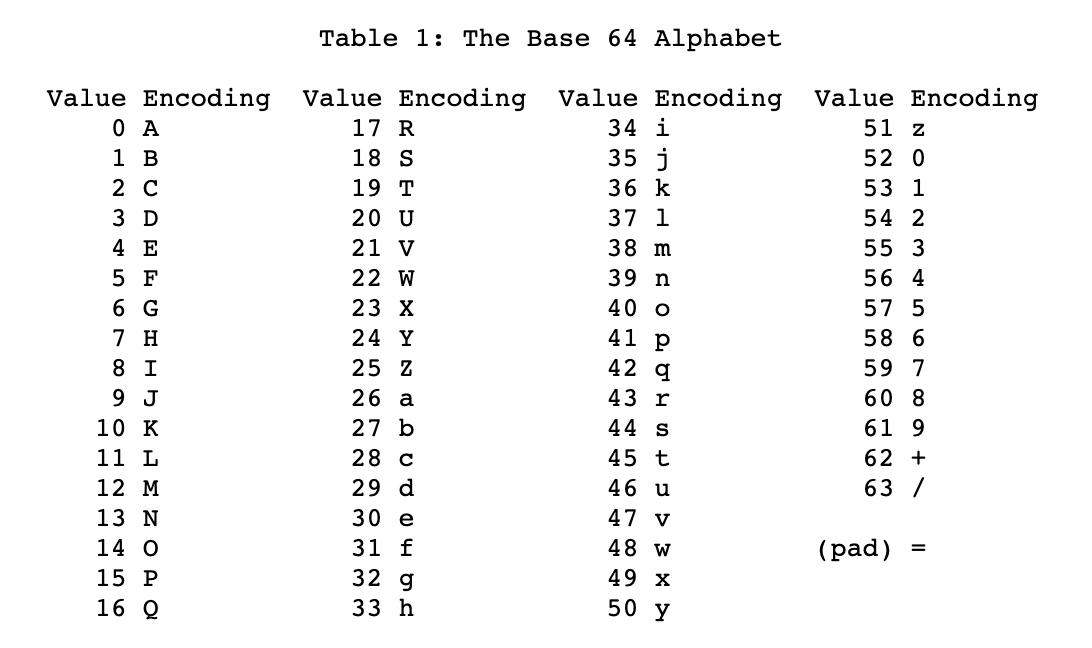 Table 1: The Base 64 Alphabet
Value Encoding  Value Encoding  Value Encoding  Value Encoding
0 A  17 R  34 i  51 z
1 B  18 S  35 j  52 0
2 C  19 T  36 k  53 1
3 D  20 U  37 l  54 2
4 E  21 V  38 m  55 3
5 F  22 W  39 n  56 4
6 G  23 X  40 o  57 5
7 H  24 Y  41 p  58 6
8 I  25 Z  42 q  59 7
9 J  26 a  43 r  60 8
10 K  27 b  44 s  61 9
11 L  28 c  45 t  62 +
12 M  29 d  46 u  63 /
13 N  30 e  47 v
14 O  31 f  48 w  (pad) =
15 P  32 g  49 x
16 Q  33 h  50 y